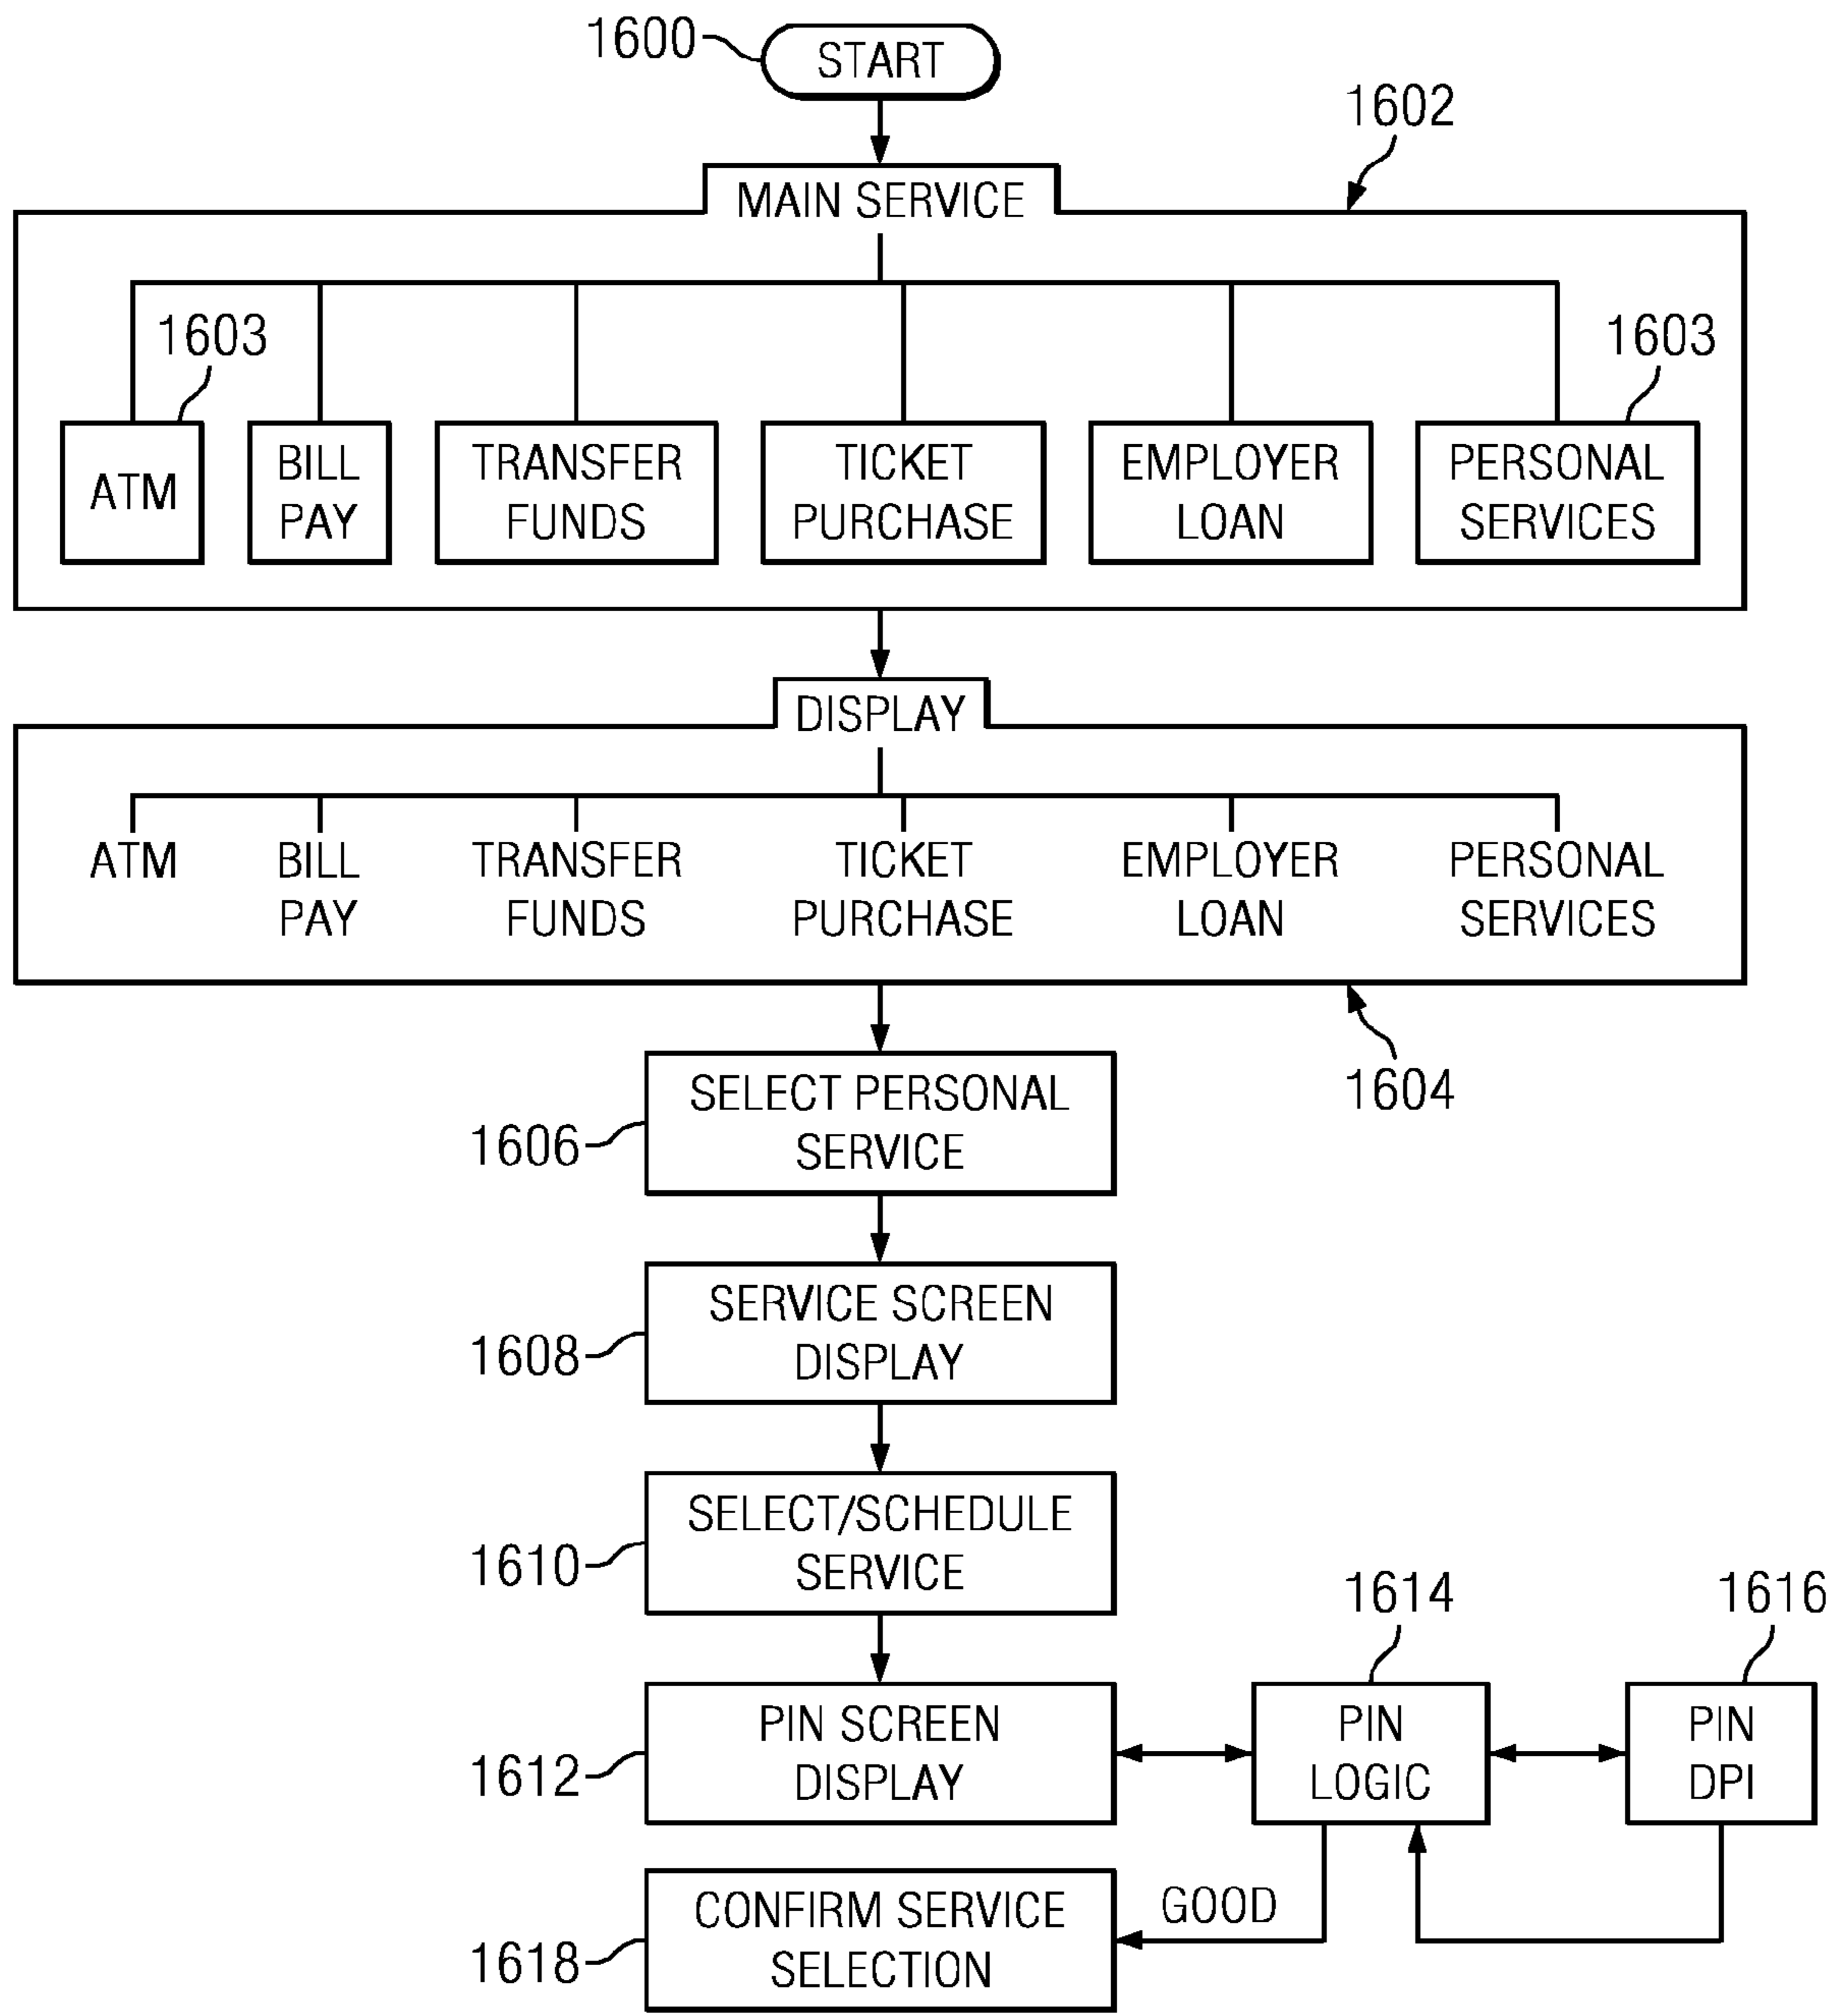 1600
START
1602
MAIN SERVICE
1603
1603
ATM
BILL
PAY
TRANSFER
FUNDS
TICKET
PURCHASE
EMPLOYER
LOAN
PERSONAL
SERVICES
DISPLAY
ATM
BILL
PAY
TRANSFER
FUNDS
TICKET
PURCHASE
EMPLOYER
LOAN
PERSONAL
SERVICES
1604
1606
SELECT PERSONAL
SERVICE
1608
SERVICE SCREEN
DISPLAY
1610
SELECT/SCHEDULE
SERVICE
1612
PIN SCREEN
DISPLAY
1614
PIN
LOGIC
1616
PIN
DPI
GOOD
1618
CONFIRM SERVICE
SELECTION